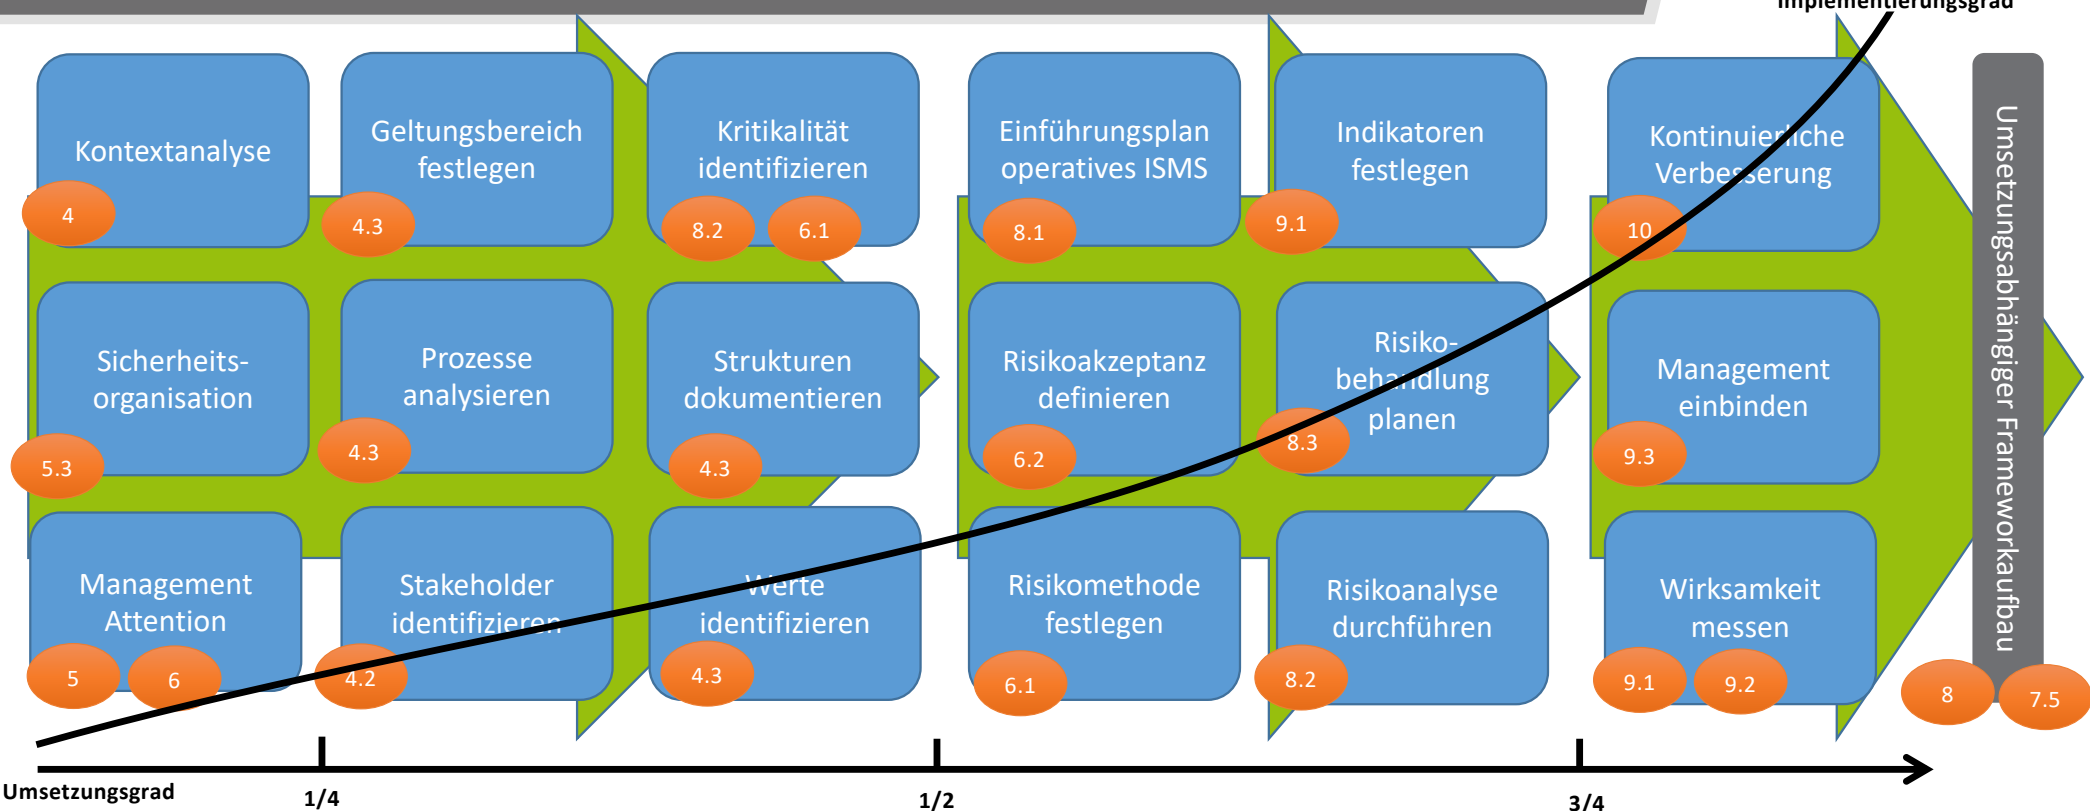 Implementierungsgrad
Kontextanalyse
4
Geltungsbereich
festlegen
4.3
Kritikalität
identifizieren
8.2
6.1
Einführungsplan
operatives ISMS
8.1
Indikatoren
festlegen
9.1
Kontinuierliche
Verbesserung
10
Sicherheits-
organisation
5.3
Prozesse
analysieren
4.3
Strukturen
dokumentieren
4.3
Risikoakzeptanz
definieren
6.2
Risiko-
behandlung
planen
8.3
Management
einbinden
9.3
Management
Attention
5
6
Stakeholder
identifizieren
4.2
Werte
identifizieren
4.3
Risikomethode
festlegen
6.1
Risikoanalyse
durchführen
8.2
Wirksamkeit
messen
9.1
9.2
Umsetzungsabhängiger Frameworkaufbau
8
7.5
Umsetzungsgrad
1/4
1/2
3/4